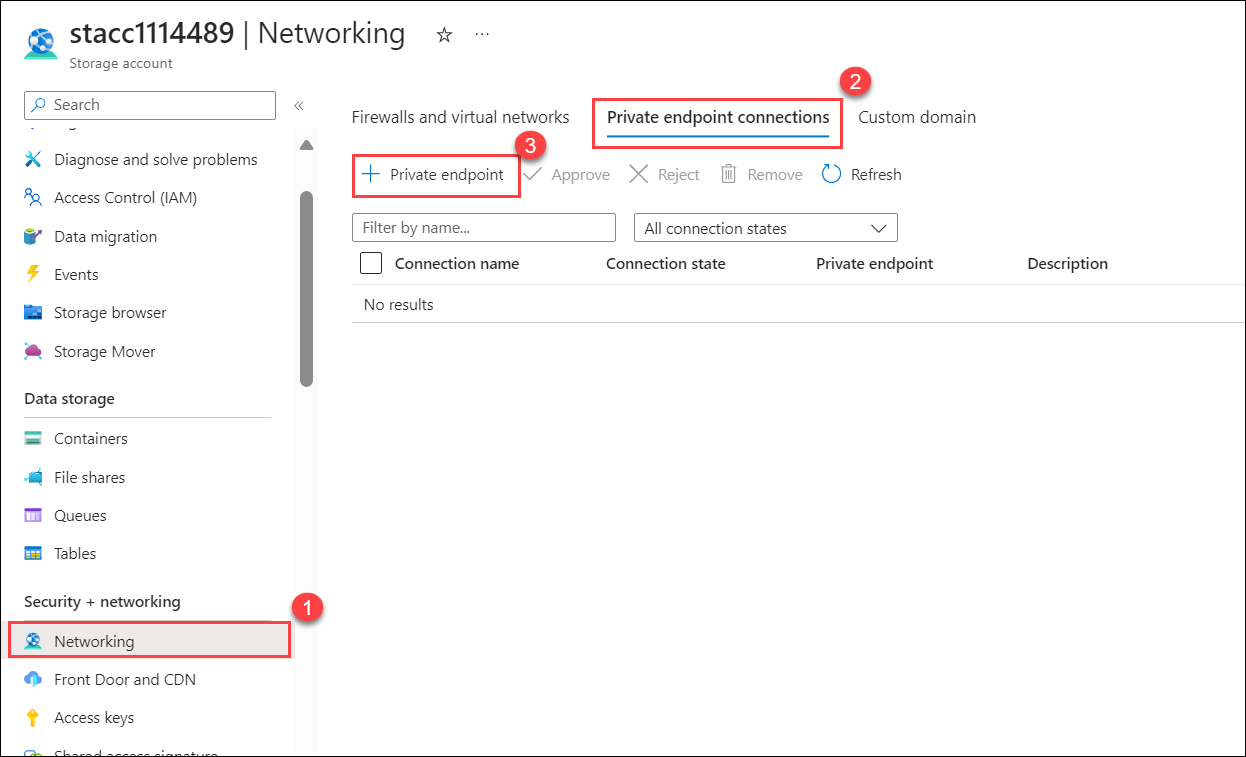 stacc1114489 | Networking ☆ ...
Storage account
Search «
Diagnose and solve problems
Access Control (IAM)
Data migration
Events
Storage browser
Storage Mover
Data storage
Containers
File shares
Queues
Tables
Security + networking
1
Networking
Front Door and CDN
Access keys
Shared access signature
2
Firewalls and virtual networks Private endpoint connections Custom domain
3
+ Private endpoint Approve Reject Remove Refresh
Filter by name... All connection states
Connection name Connection state Private endpoint Description
No results